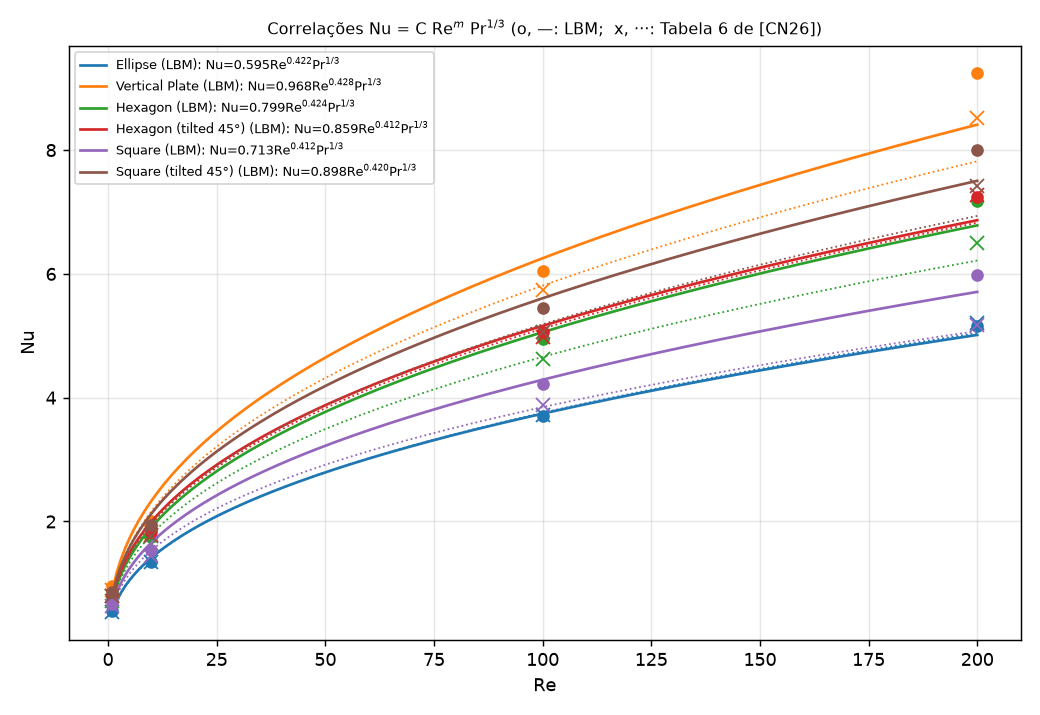 Correlações Nu = C Re^m Pr^1/3 (o, —: LBM;  x, ···: Tabela 6 de [CN26])
Ellipse (LBM): Nu=0.595Re^0.422Pr^1/3
Vertical Plate (LBM): Nu=0.968Re^0.428Pr^1/3
Hexagon (LBM): Nu=0.799Re^0.424Pr^1/3
Hexagon (tilted 45°) (LBM): Nu=0.859Re^0.412Pr^1/3
Square (LBM): Nu=0.713Re^0.412Pr^1/3
Square (tilted 45°) (LBM): Nu=0.898Re^0.420Pr^1/3
Nu
8
6
4
2
0 25 50 75 100 125 150 175 200
Re